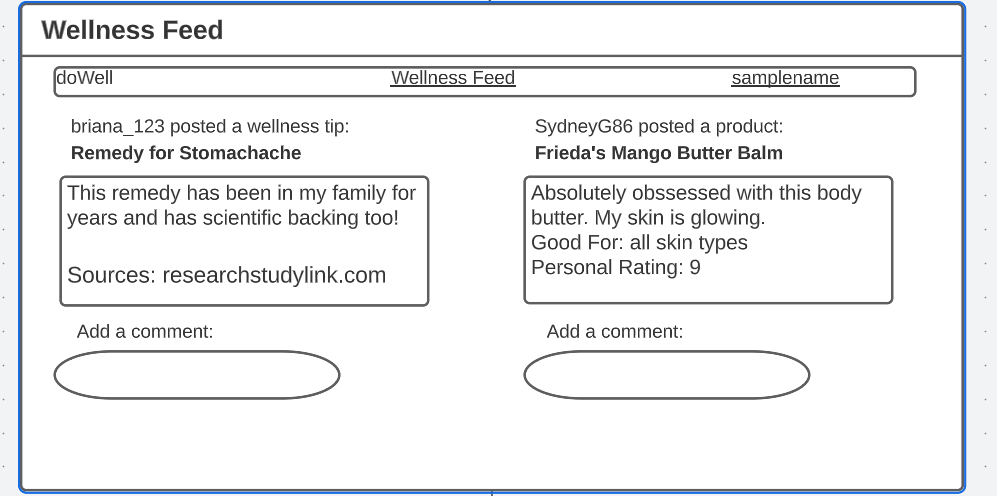 Wellness Feed
doWell Wellness Feed samplename
briana_123 posted a wellness tip:
Remedy for Stomachache
This remedy has been in my family for
years and has scientific backing too!
Sources: researchstudylink.com
Add a comment:
SydneyG86 posted a product:
Frieda's Mango Butter Balm
Absolutely obssessed with this body
butter. My skin is glowing.
Good For: all skin types
Personal Rating: 9
Add a comment: